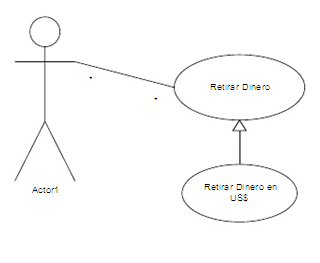 Retirar Dinero
Retirar Dinero en
US$
Actor1